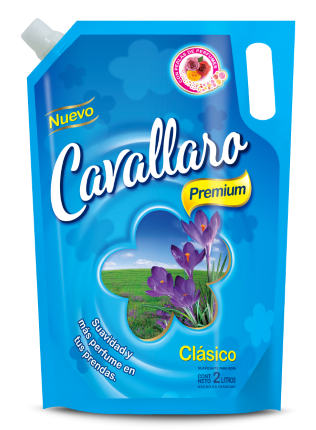 Nuevo
Cavallaro
Premium
Suavidad y
más perfume en
tus prendas.
Clásico
CONT.
NETO 2 LITROS